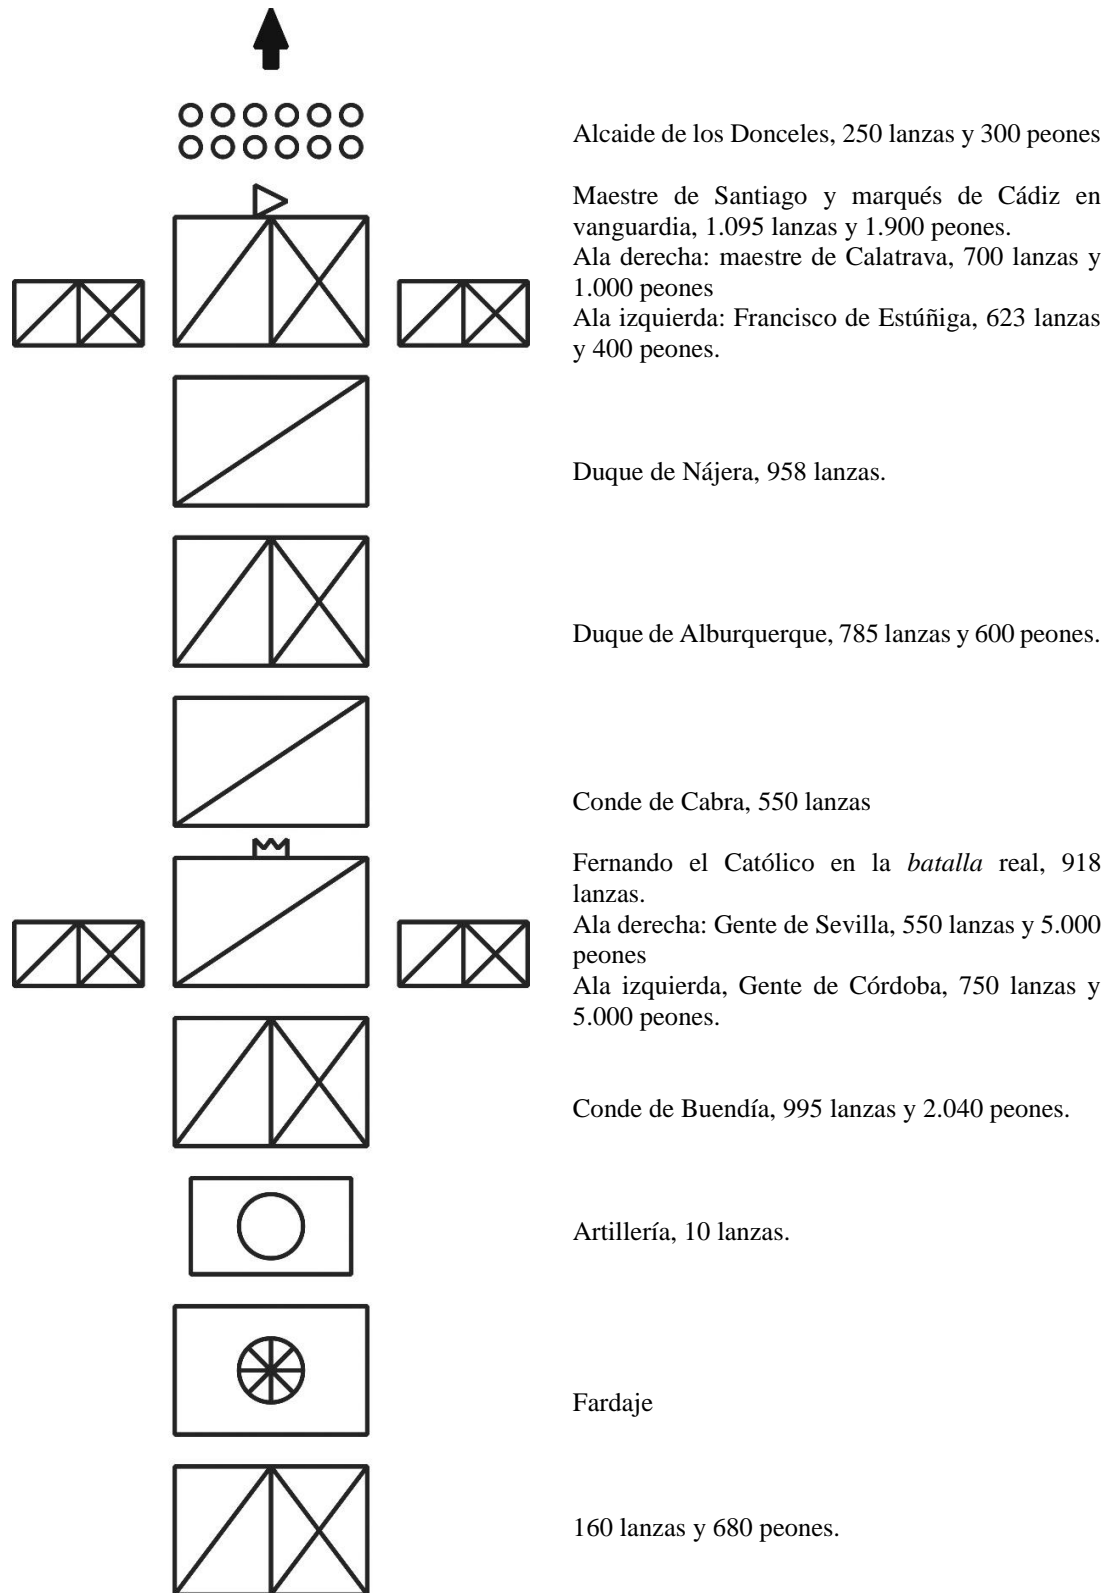 Alcaide de los Donceles, 250 lanzas y 300 peones
Maestre de Santiago y marqués de Cádiz en
vanguardia, 1.095 lanzas y 1.900 peones.
Ala derecha: maestre de Calatrava, 700 lanzas y
1.000 peones
Ala izquierda: Francisco de Estúñiga, 623 lanzas
y 400 peones.
Duque de Nájera, 958 lanzas.
Duque de Alburquerque, 785 lanzas y 600 peones.
Conde de Cabra, 550 lanzas
Fernando el Católico en la batalla real, 918
lanzas.
Ala derecha: Gente de Sevilla, 550 lanzas y 5.000
peones
Ala izquierda, Gente de Córdoba, 750 lanzas y
5.000 peones.
Conde de Buendía, 995 lanzas y 2.040 peones.
Artillería, 10 lanzas.
Fardaje
160 lanzas y 680 peones.